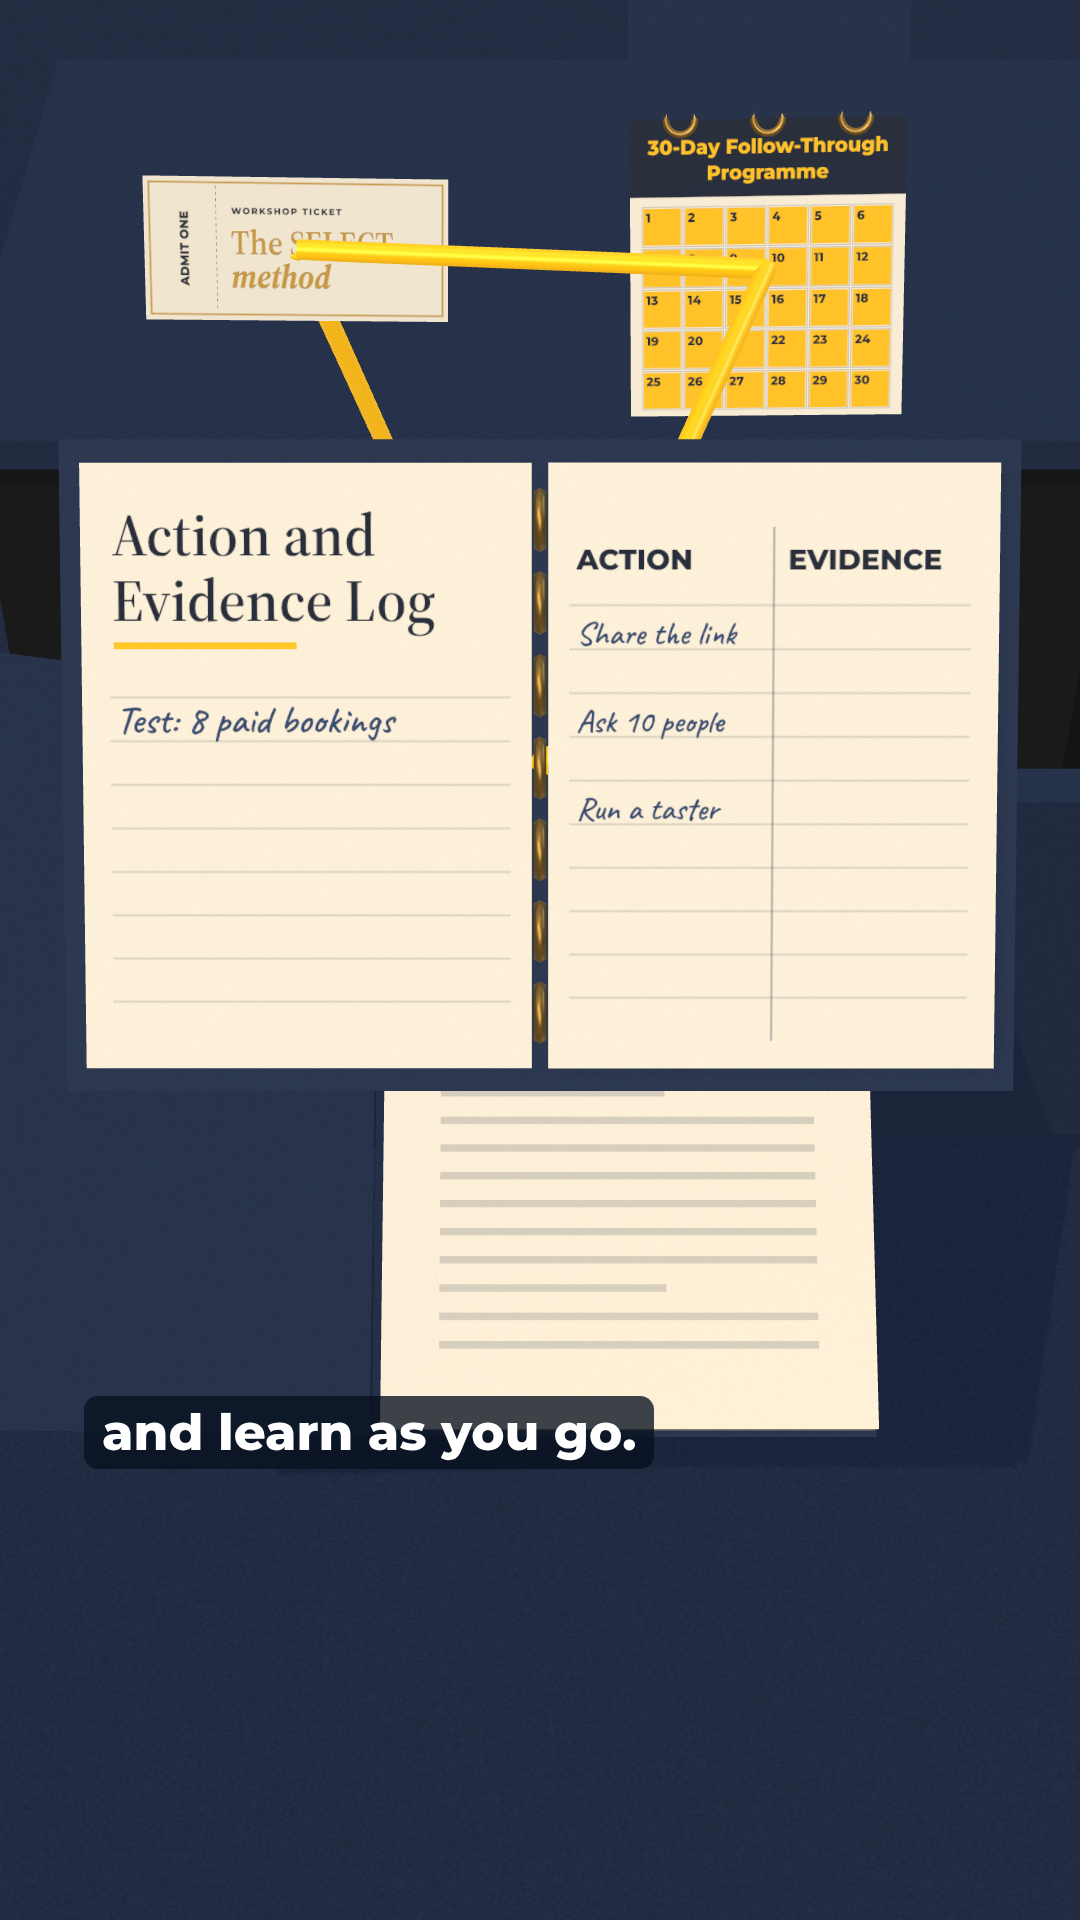 30-Day Follow-Through
Programme
1 2 3 4 5 6
10 11 12
13 14 15 16 17 18
19 20 22 23 24
25 26 27 28 29 30
ADMIT ONE
WORKSHOP TICKET
The SELECT
method
Action and
Evidence Log
Test: 8 paid bookings
ACTION EVIDENCE
Share the link
Ask 10 people
Run a taster
and learn as you go.